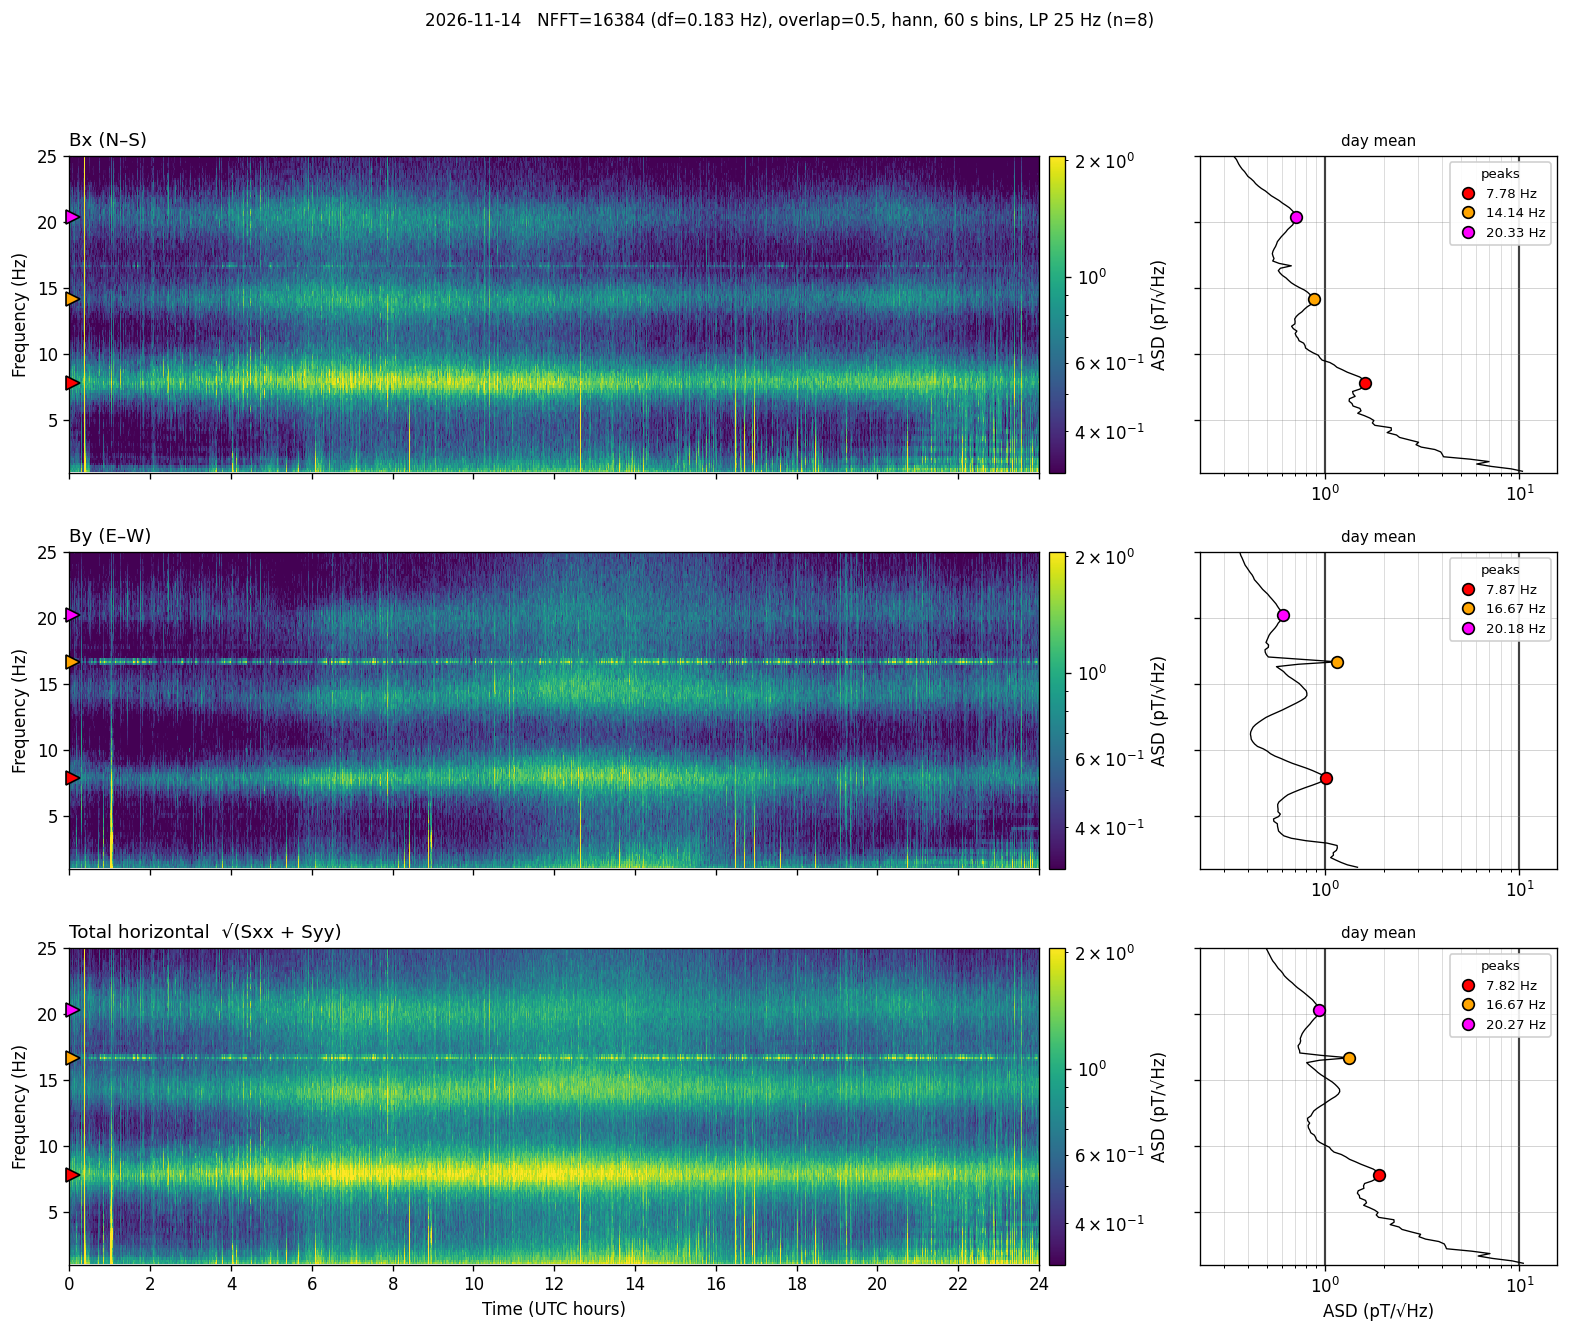 2026-11-14   NFFT=16384 (df=0.183 Hz), overlap=0.5, hann, 60 s bins, LP 25 Hz (n=8)
Bx (N–S)
Frequency (Hz)
25
20
15
10
5
2 × 10⁰
10⁰
6 × 10⁻¹
4 × 10⁻¹
ASD (pT/√Hz)
day mean
peaks
7.78 Hz
14.14 Hz
20.33 Hz
10⁰
10¹
By (E–W)
Frequency (Hz)
25
20
15
10
5
2 × 10⁰
10⁰
6 × 10⁻¹
4 × 10⁻¹
ASD (pT/√Hz)
day mean
peaks
7.87 Hz
16.67 Hz
20.18 Hz
10⁰
10¹
Total horizontal  √(Sxx + Syy)
Frequency (Hz)
25
20
15
10
5
0 2 4 6 8 10 12 14 16 18 20 22 24
Time (UTC hours)
2 × 10⁰
10⁰
6 × 10⁻¹
4 × 10⁻¹
ASD (pT/√Hz)
day mean
peaks
7.82 Hz
16.67 Hz
20.27 Hz
10⁰
10¹
ASD (pT/√Hz)